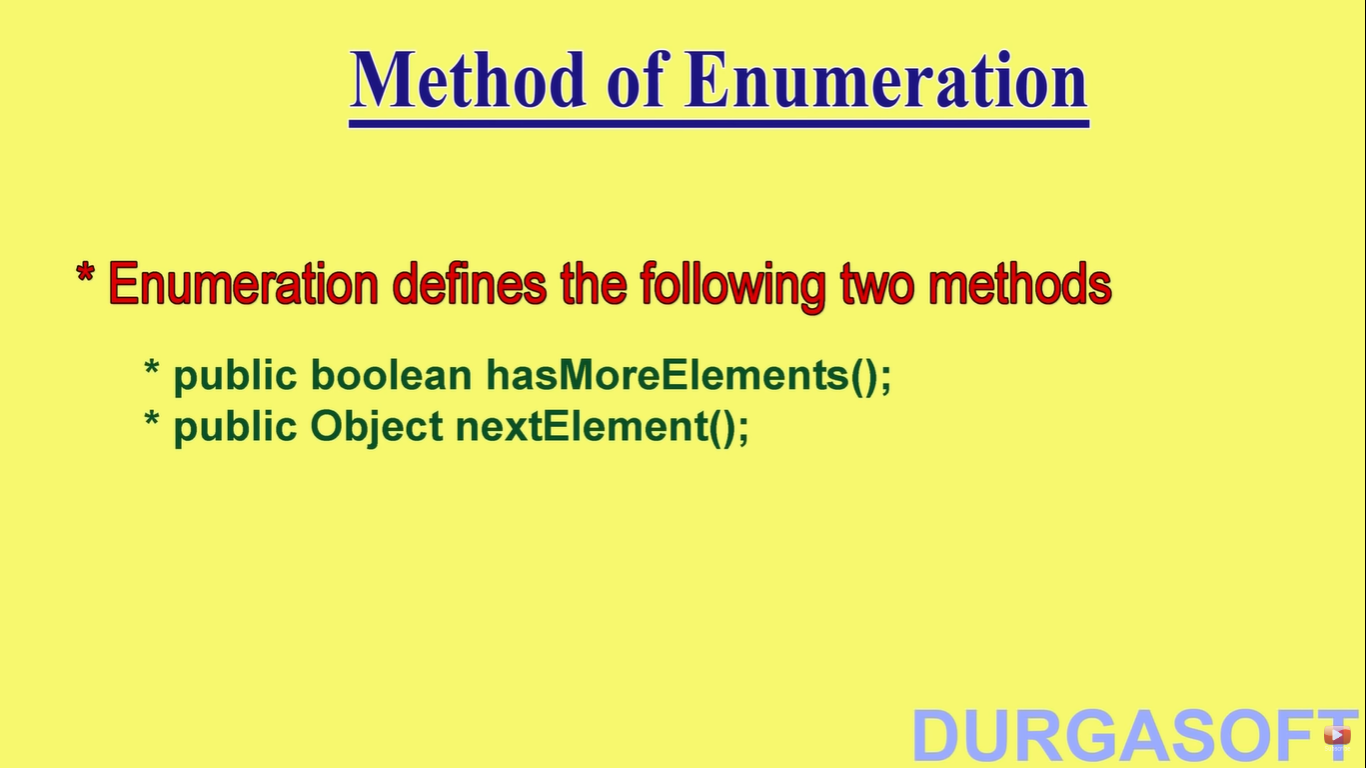 Method of Enumeration
* Enumeration defines the following two methods
* public boolean hasMoreElements();
* public Object nextElement();
DURGASOFT